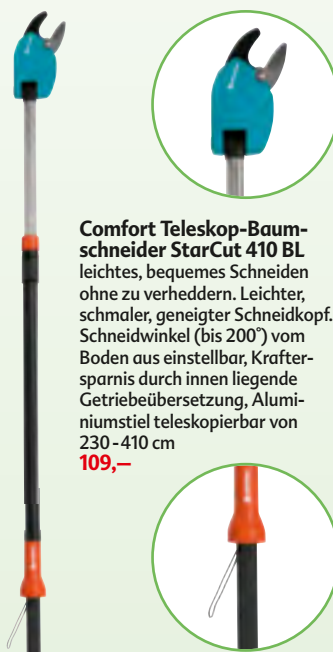 Comfort Teleskop-Baum-
schneider StarCut 410 BL
leichtes, bequemes Schneiden
ohne zu verheddern. Leichter,
schmaler, geneigter Schneidkopf.
Schneidwinkel (bis 200°) vom
Boden aus einstellbar, Krafter-
sparnis durch innen liegende
Getriebeübersetzung, Alumi-
niumstiel teleskopierbar von
230-410 cm
109,—